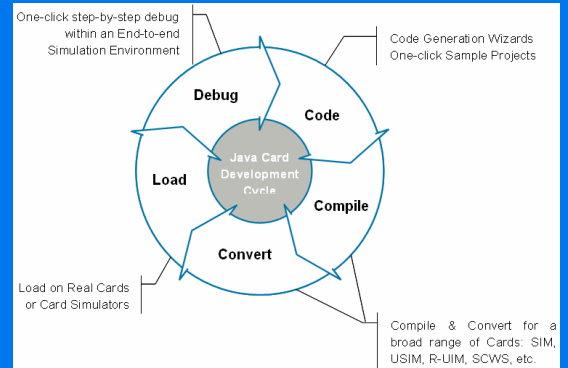 One-click step-by-step debug
within an End-to-end
Simulation Environment
Code Generation Wizards
One-click Sample Projects
Debug
Code
Java Card
Development
Cycle
Load
Compile
Convert
Load on Real Cards
or Card Simulators
Compile & Convert for a
broad range of Cards: SIM,
USIM, R-UIM, SCWS, etc.